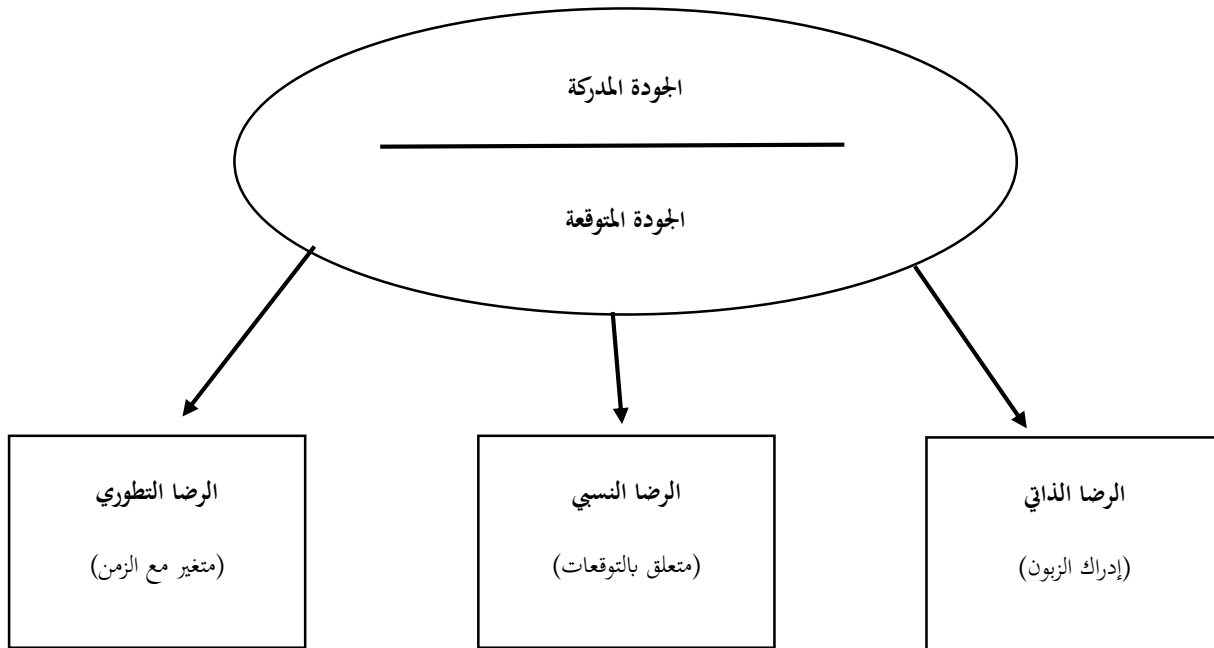 الجودة المدركة
الجودة المتوقعة
الرضا الذاتي
(إدراك الزبون)
الرضا النسبي
(متعلق بالتوقعات)
الرضا التطوري
(متغير مع الزمن)